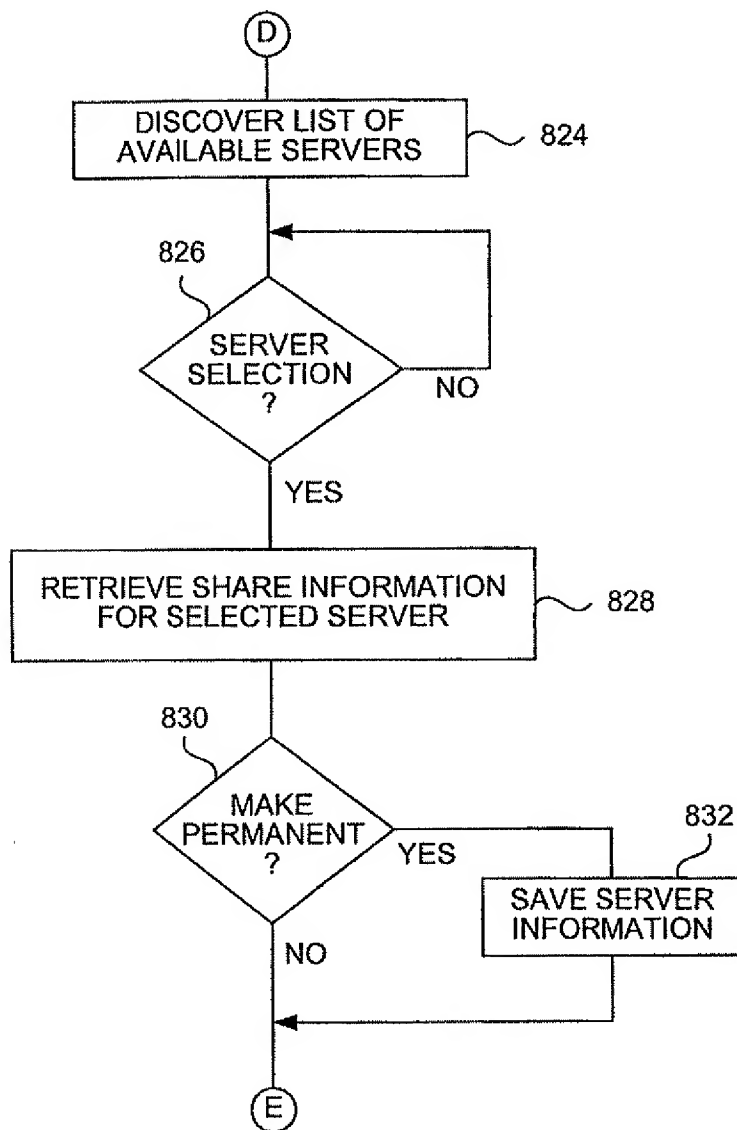 D
DISCOVER LIST OF
AVAILABLE SERVERS
824
826
SERVER
SELECTION
?
NO
YES
RETRIEVE SHARE INFORMATION
FOR SELECTED SERVER
828
830
MAKE
PERMANENT
?
YES
832
SAVE SERVER
INFORMATION
NO
E